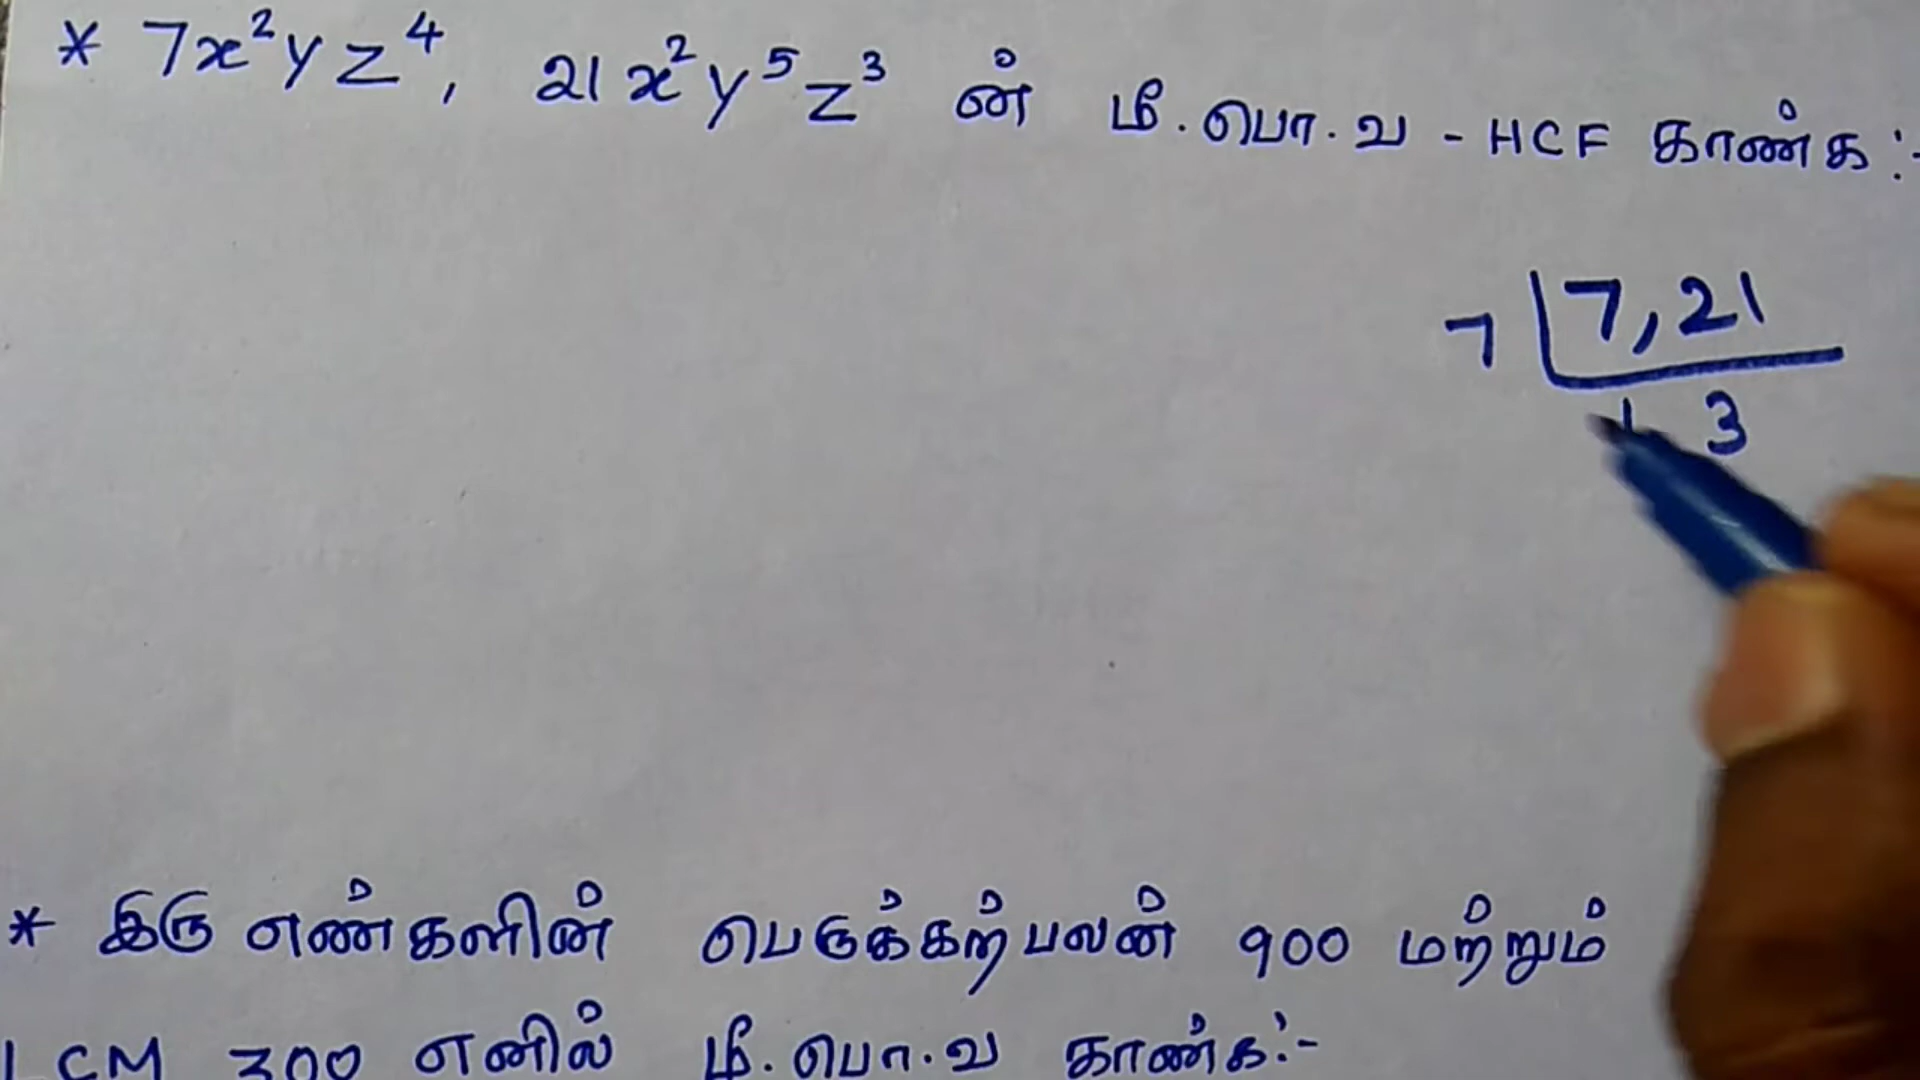 * 7x²yz⁴, 21x²y⁵z³ ன் மீ.பொ.வ - HCF காண்க:-
7 | 7, 21
1 3
* இரு எண்களின் பெருக்கற்பலன் 900 மற்றும்
LCM 300 எனில் மீ.பொ.வ காண்க:-